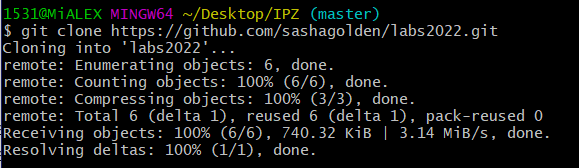 1531@MiALEX MINGW64 ~/Desktop/IPZ (master)
$ git clone https://github.com/sashagolden/labs2022.git
Cloning into 'labs2022'...
remote: Enumerating objects: 6, done.
remote: Counting objects: 100% (6/6), done.
remote: Compressing objects: 100% (3/3), done.
remote: Total 6 (delta 1), reused 6 (delta 1), pack-reused 0
Receiving objects: 100% (6/6), 740.32 KiB | 3.14 MiB/s, done.
Resolving deltas: 100% (1/1), done.